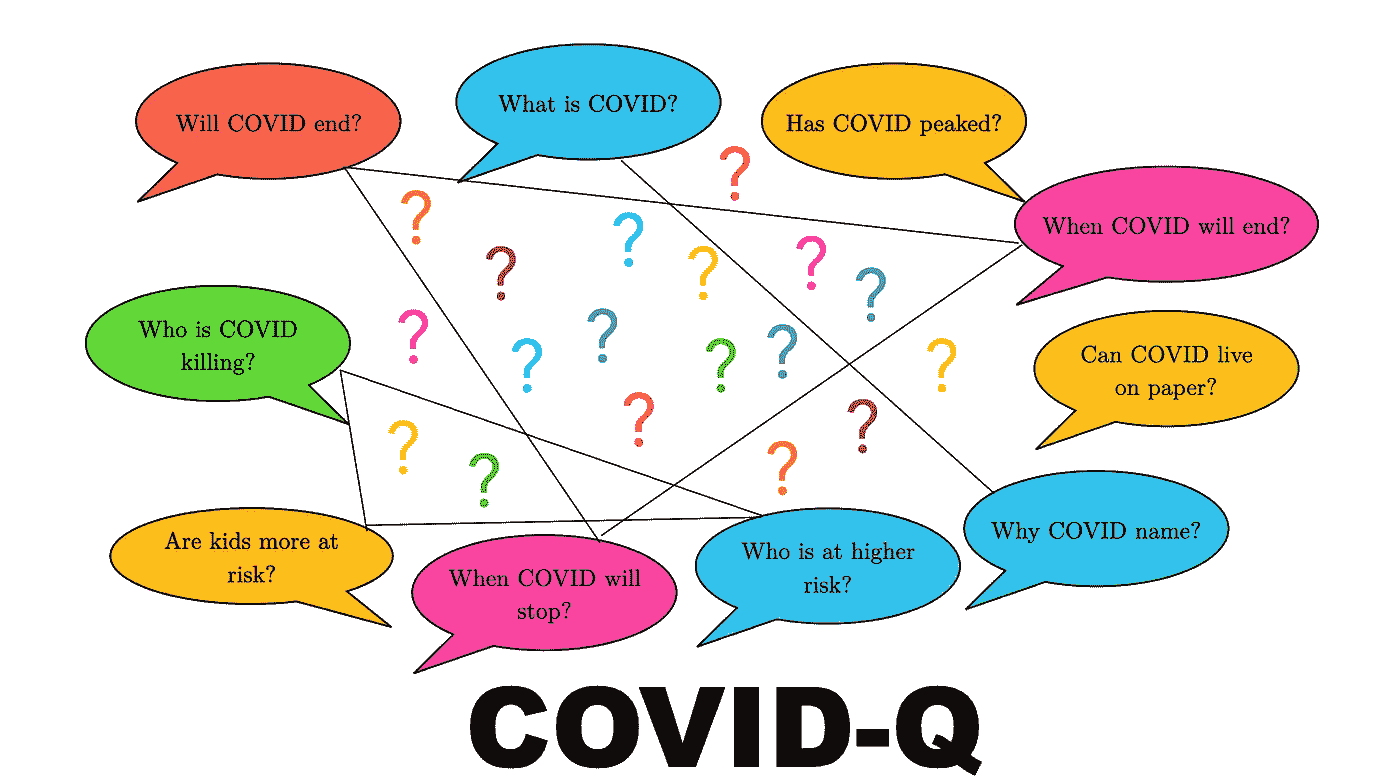 Will COVID end?
What is COVID?
Has COVID peaked?
When COVID will end?
Who is COVID
killing?
Can COVID live
on paper?
Are kids more at
risk?
When COVID will
stop?
Who is at higher
risk?
Why COVID name?
COVID-Q